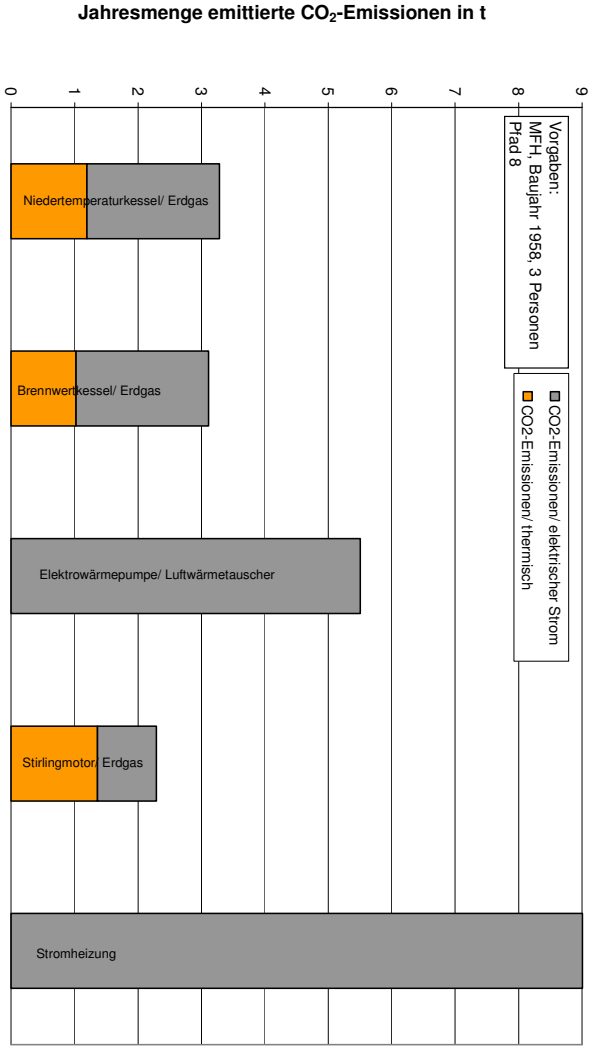 Jahresmenge emittierte CO₂-Emissionen in t
0
1
2
3
4
5
6
7
8
9
Vorgaben:
MFH, Baujahr 1958, 3 Personen
Pfad 8
CO2-Emissionen/ elektrischer Strom
CO2-Emissionen/ thermisch
Niedertemperaturkessel/ Erdgas
Brennwertkessel/ Erdgas
Elektrowärmepumpe/ Luftwärmetauscher
Stirlingmotor/ Erdgas
Stromheizung